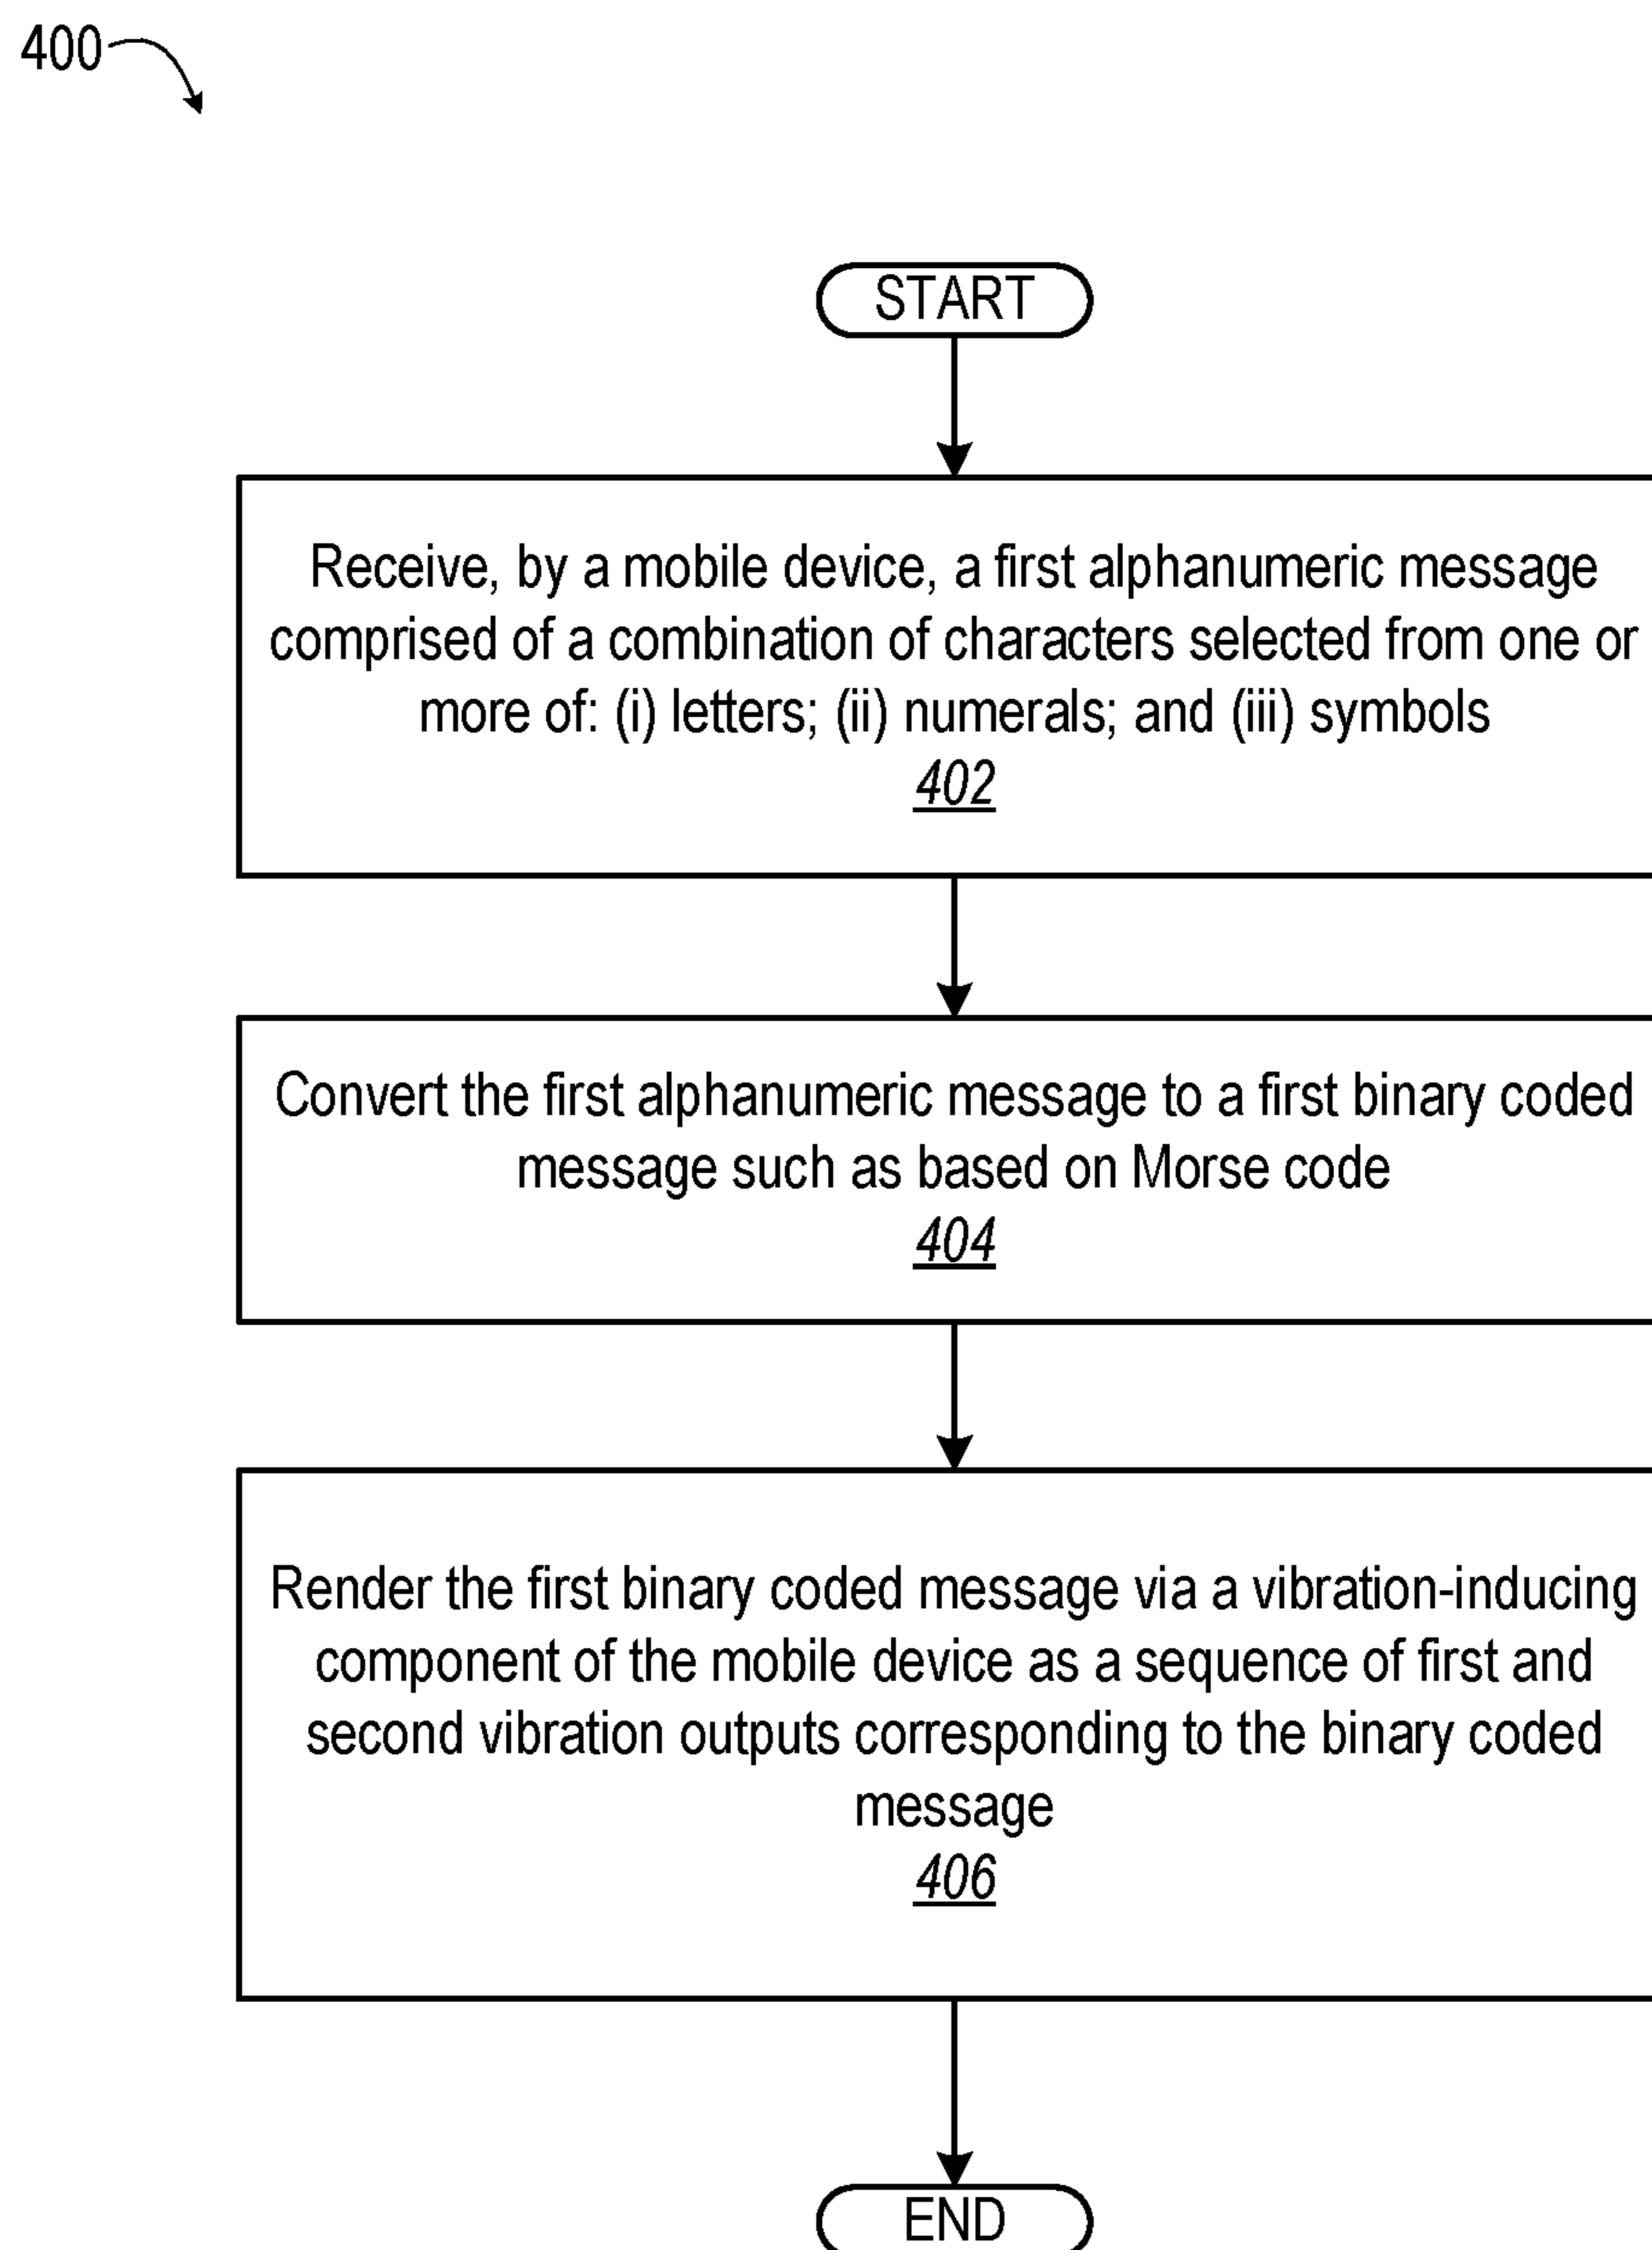 400
START
Receive, by a mobile device, a first alphanumeric message
comprised of a combination of characters selected from one or
more of: (i) letters; (ii) numerals; and (iii) symbols
402
Convert the first alphanumeric message to a first binary coded
message such as based on Morse code
404
Render the first binary coded message via a vibration-inducing
component of the mobile device as a sequence of first and
second vibration outputs corresponding to the binary coded
message
406
END